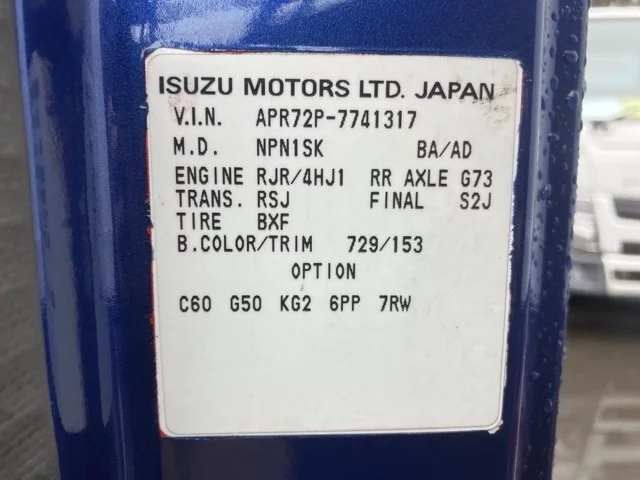 ISUZU MOTORS LTD. JAPAN
V.I.N. APR72P-7741317
M.D. NPN1SK BA/AD
ENGINE RJR/4HJ1 RR AXLE G73
TRANS. RSJ FINAL S2J
TIRE BXF
B.COLOR/TRIM 729/153
OPTION
C60 G50 KG2 6PP 7RW